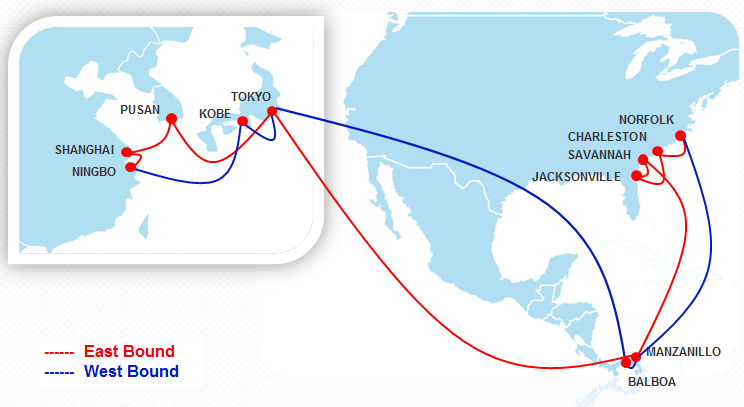 TOKYO
PUSAN
KOBE
SHANGHAI
NINGBO
NORFOLK
CHARLESTON
SAVANNAH
JACKSONVILLE
MANZANILLO
BALBOA
------ East Bound
------ West Bound